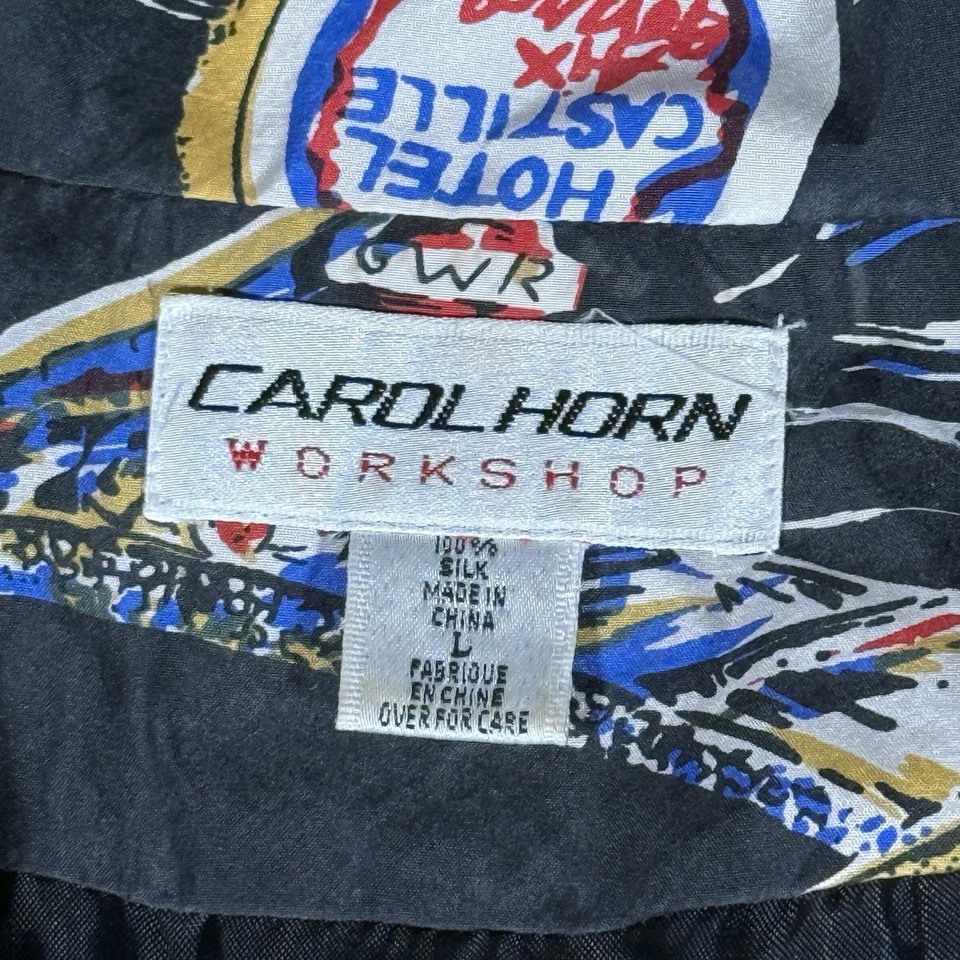 HOTEL
CASTILLE
GWR
CAROL HORN
WORKSHOP
100%
SILK
MADE IN
CHINA
L
FABRIQUE
EN CHINE
OVER FOR CARE